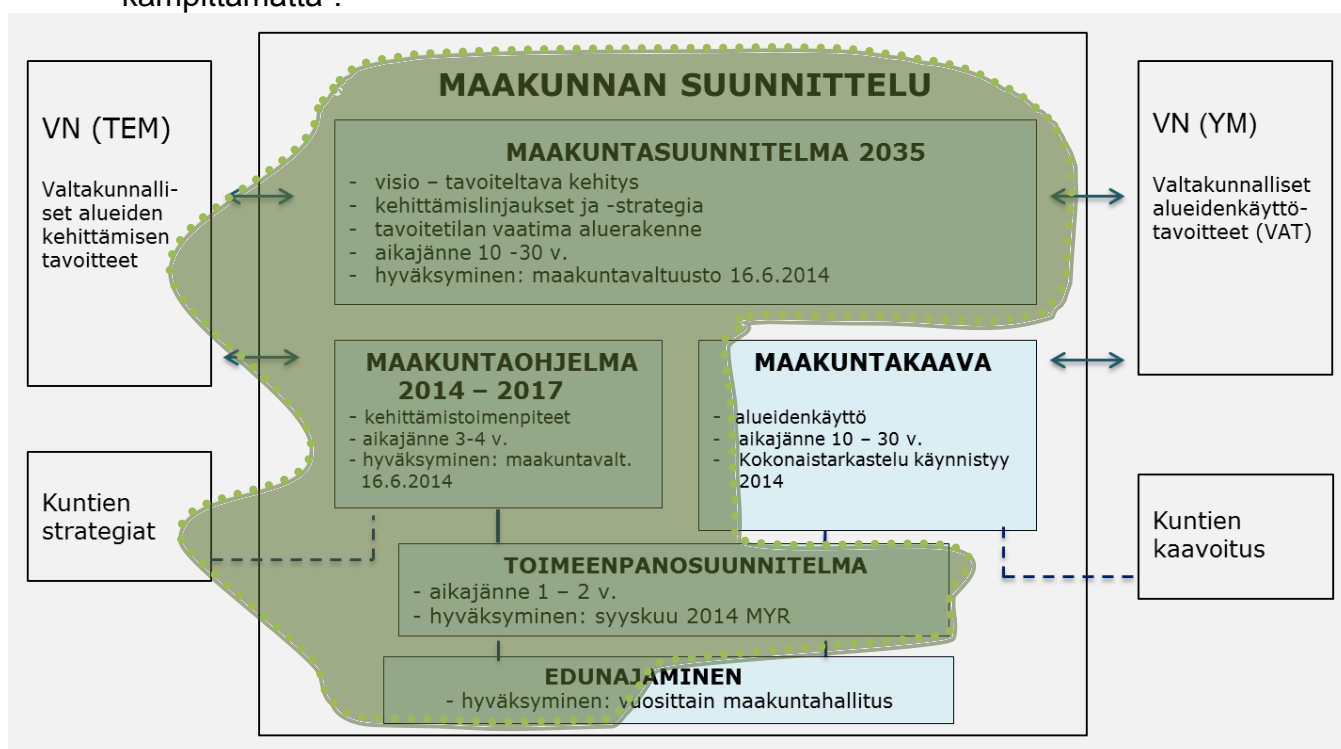 MAAKUNNAN SUUNNITTELU
VN (TEM)
Valtakunnalli-
set alueiden
kehittämisen
tavoitteet
MAAKUNTASUUNNITELMA 2035
- visio – tavoiteltava kehitys
- kehittämislinjaukset ja -strategia
- tavoitetilan vaatima aluerakenne
- aikajänne 10 -30 v.
- hyväksyminen: maakuntavaltuusto 16.6.2014
VN (YM)
Valtakunnalliset
alueidenkäyttö-
tavoitteet (VAT)
MAAKUNTAOHJELMA
2014 – 2017
- kehittämistoimenpiteet
- aikajänne 3-4 v.
- hyväksyminen: maakuntavalt.
16.6.2014
MAAKUNTAKAAVA
- alueidenkäyttö
- aikajänne 10 – 30 v.
- Kokonaistarkastelu käynnistyy
2014
Kuntien
strategiat
Kuntien
kaavoitus
TOIMEENPANOSUUNNITELMA
- aikajänne 1 – 2 v.
- hyväksyminen: syyskuu 2014 MYR
EDUNAJAMINEN
- hyväksyminen: vuosittain maakuntahallitus